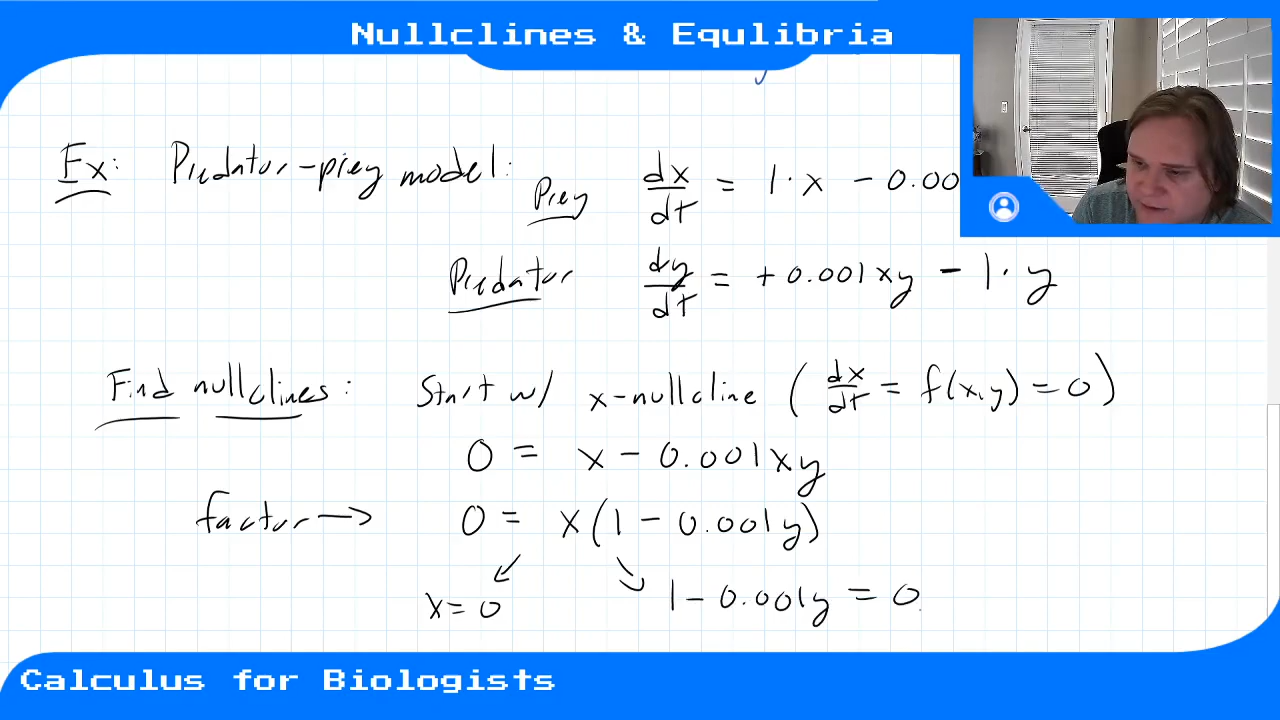 Nullclines & Equlibria
Ex: Predator-prey model:
Prey dx/dt = 1·x - 0.00
Predator dy/dt = +0.001xy - 1·y
Find nullclines: Start w/ x-nullcline (dx/dt = f(x,y) = 0)
0 = x - 0.001xy
factor → 0 = x(1 - 0.001y)
x = 0 1 - 0.001y = 0
Calculus for Biologists